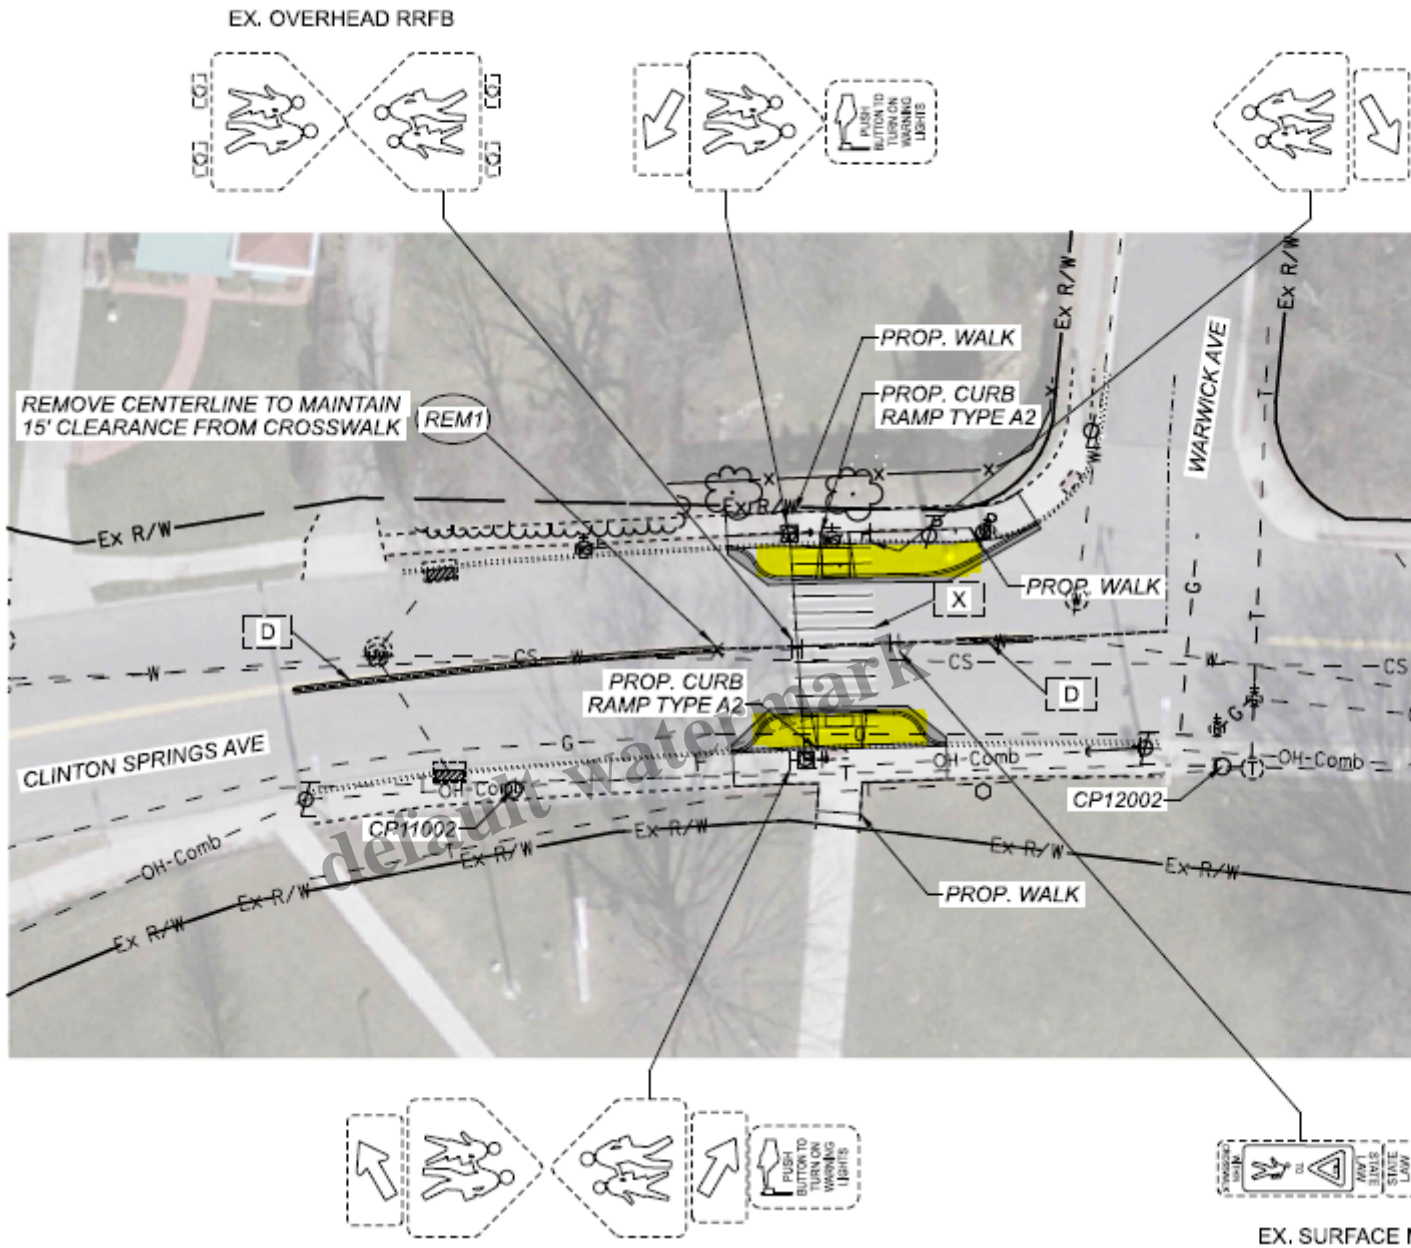 EX. OVERHEAD RRFB
PUSH
BUTTON TO
TURN ON
WARNING
LIGHTS
Ex R/W
Ex R/W
PROP. WALK
REMOVE CENTERLINE TO MAINTAIN
15' CLEARANCE FROM CROSSWALK
REM1
PROP. CURB
RAMP TYPE A2
WARWICK AVE
T
X
X
X
Ex R/W
Ex R/W
W
PROP. WALK
X
G
W
T
D
CS
W
W
CS
W
CS
PROP. CURB
RAMP TYPE A2
D
CLINTON SPRINGS AVE
G
G
G
T
OH-Comb
T
OH-Comb
OH-Comb
CP12002
CP11002
OH-Comb
Ex R/W
Ex R/W
Ex R/W
Ex R/W
Ex R/W
Ex R/W
PROP. WALK
default watermark
PUSH
BUTTON TO
TURN ON
WARNING
LIGHTS
TO
STATE
LAW
STATE
LAW
EX. SURFACE